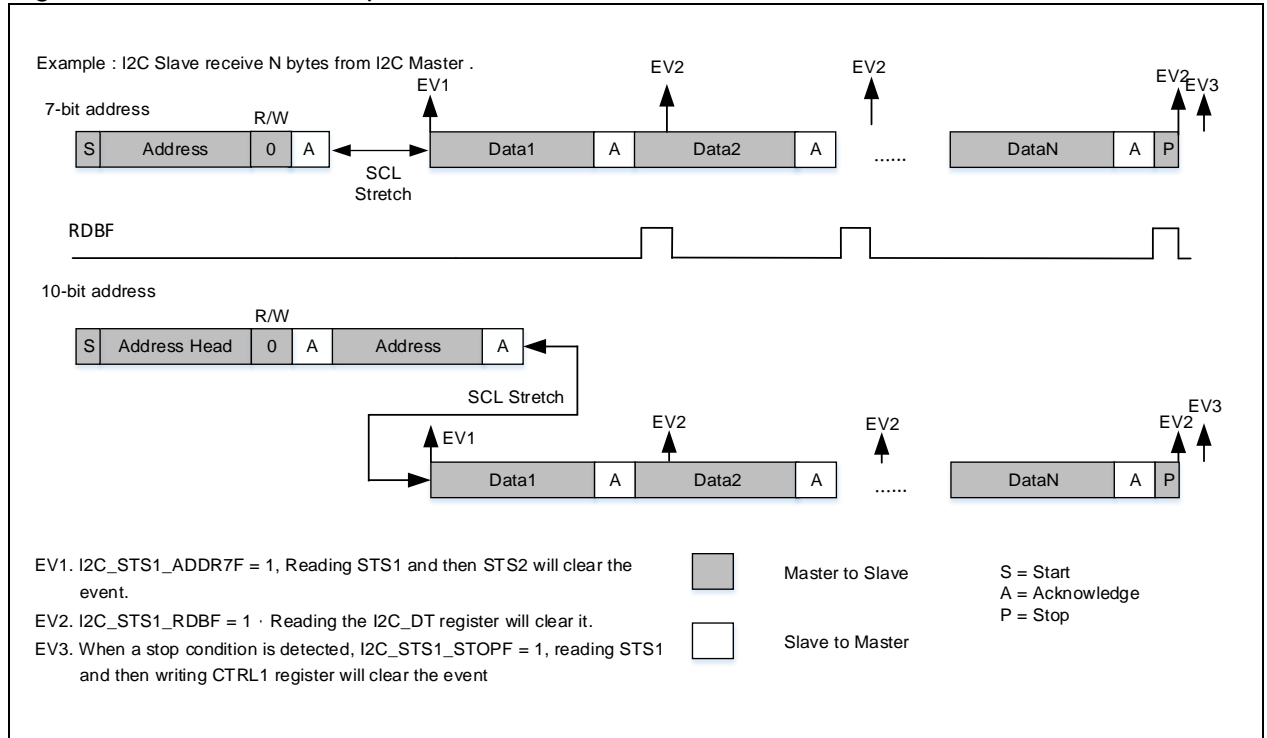 Example : I2C Slave receive N bytes from I2C Master .
EV1 EV2 EV2 EV2 EV3
7-bit address
R/W
S Address 0 A Data1 A Data2 A ...... DataN A P
SCL
Stretch
RDBF
10-bit address
R/W
S Address Head 0 A Address A
SCL Stretch
EV1 EV2 EV2 EV2 EV3
Data1 A Data2 A ...... DataN A P
EV1. I2C_STS1_ADDR7F = 1, Reading STS1 and then STS2 will clear the
event.
EV2. I2C_STS1_RDBF = 1 · Reading the I2C_DT register will clear it.
EV3. When a stop condition is detected, I2C_STS1_STOPF = 1, reading STS1
and then writing CTRL1 register will clear the event
Master to Slave
Slave to Master
S = Start
A = Acknowledge
P = Stop